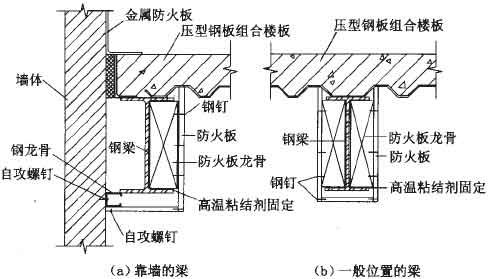 金属防火板
压型钢板组合楼板
压型钢板组合楼板
墙体
钢钉
钢梁
防火板
防火板龙骨
钢龙骨
自攻螺钉
高温粘结剂固定
自攻螺钉
钢梁
防火板龙骨
防火板
钢钉
高温粘结剂固定
(a)靠墙的梁
(b)一般位置的梁